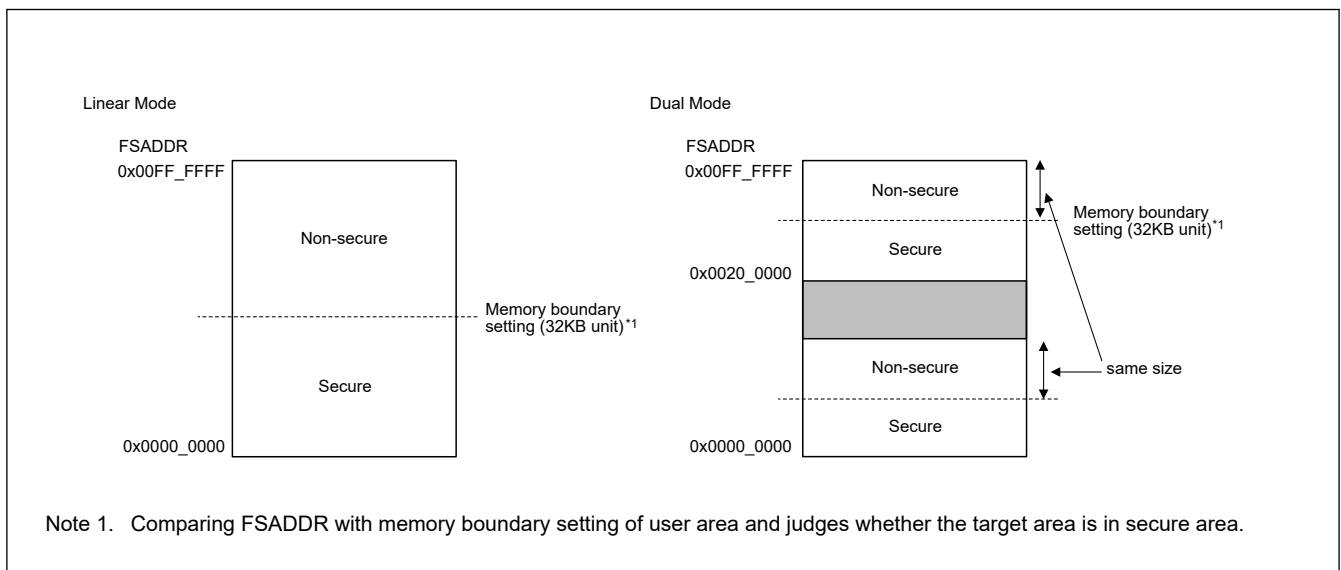 Linear Mode
FSADDR
0x00FF_FFFF
Non-secure
Memory boundary
setting (32KB unit)*1
Secure
0x0000_0000
Dual Mode
FSADDR
0x00FF_FFFF
Non-secure
Memory boundary
setting (32KB unit)*1
Secure
0x0020_0000
Non-secure
same size
Secure
0x0000_0000
Note 1. Comparing FSADDR with memory boundary setting of user area and judges whether the target area is in secure area.